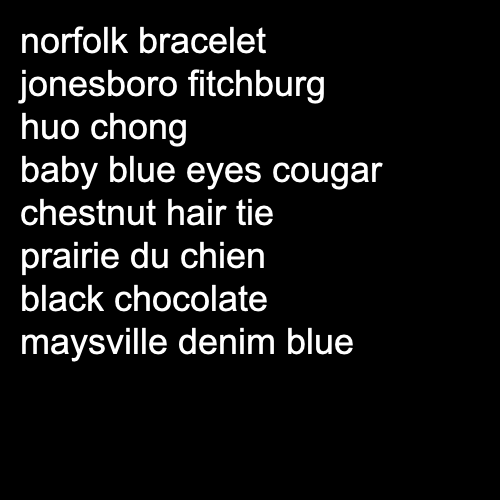 norfolk bracelet
jonesboro fitchburg
huo chong
baby blue eyes cougar
chestnut hair tie
prairie du chien
black chocolate
maysville denim blue